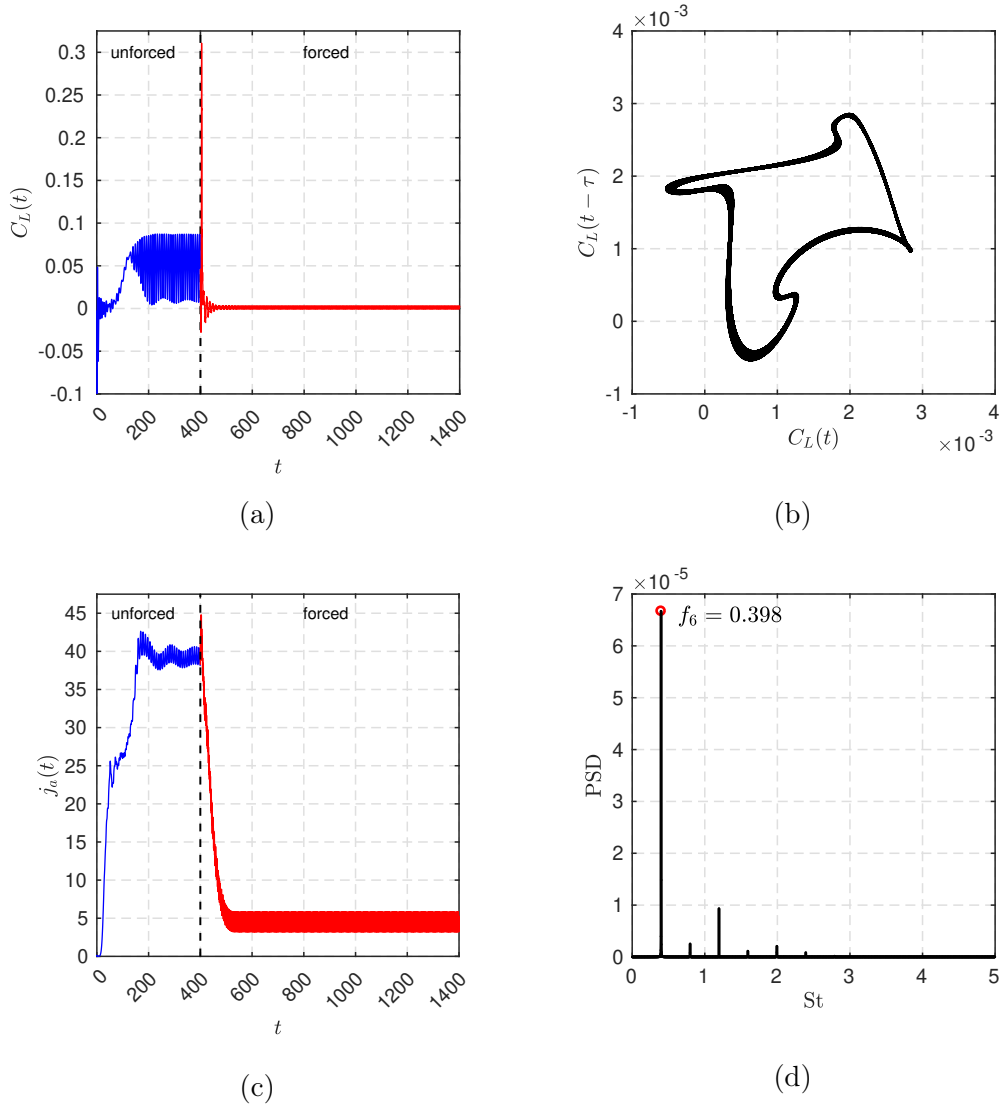 unforced
forced
0.3
0.25
0.2
0.15
0.1
0.05
0
-0.05
-0.1
C_L(t)
0 200 400 600 800 1000 1200 1400
t
(a)
×10 -3
4
3
2
1
0
-1
C_L(t − τ)
-1 0 1 2 3 4
×10 -3
C_L(t)
(b)
unforced
forced
45
40
35
30
25
20
15
10
5
0
j_a(t)
0 200 400 600 800 1000 1200 1400
t
(c)
×10 -5
7
6
5
4
3
2
1
0
f_6 = 0.398
PSD
0 1 2 3 4 5
St
(d)